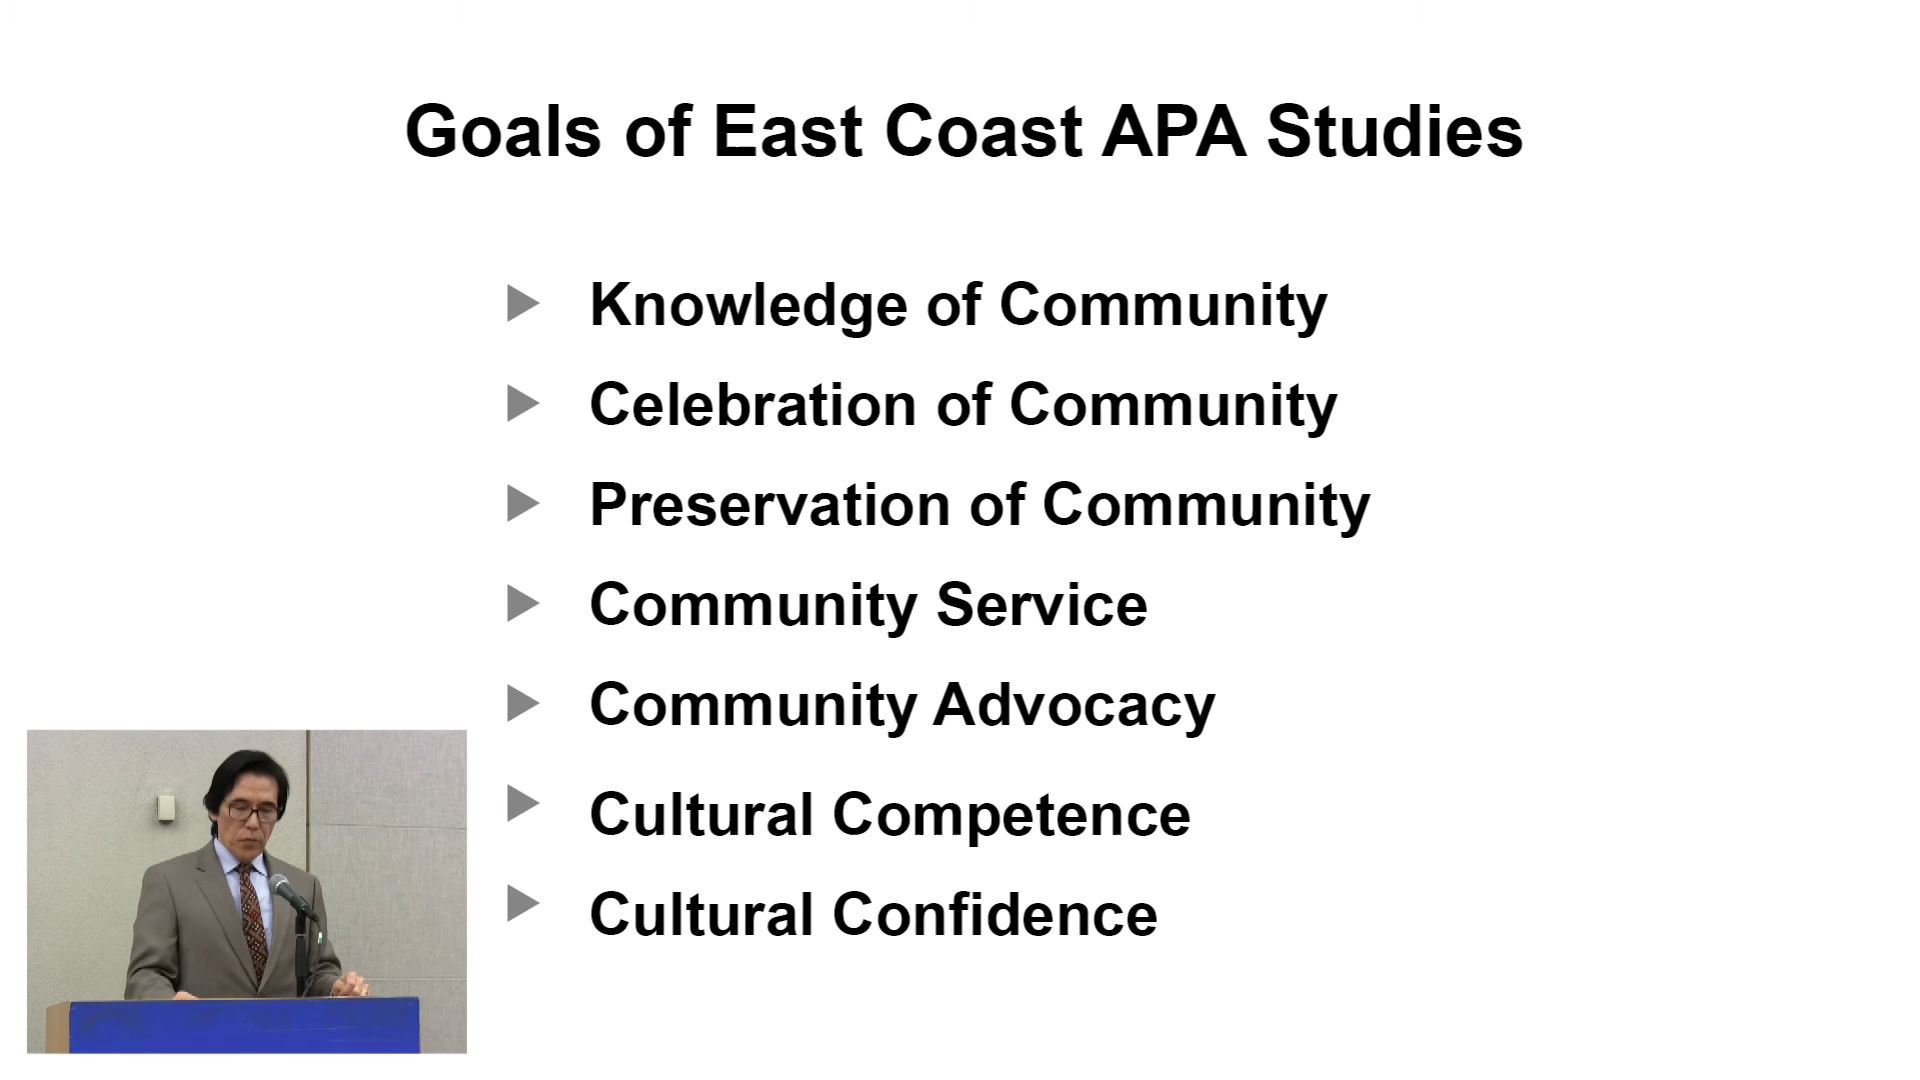 Goals of East Coast APA Studies
Knowledge of Community
Celebration of Community
Preservation of Community
Community Service
Community Advocacy
Cultural Competence
Cultural Confidence